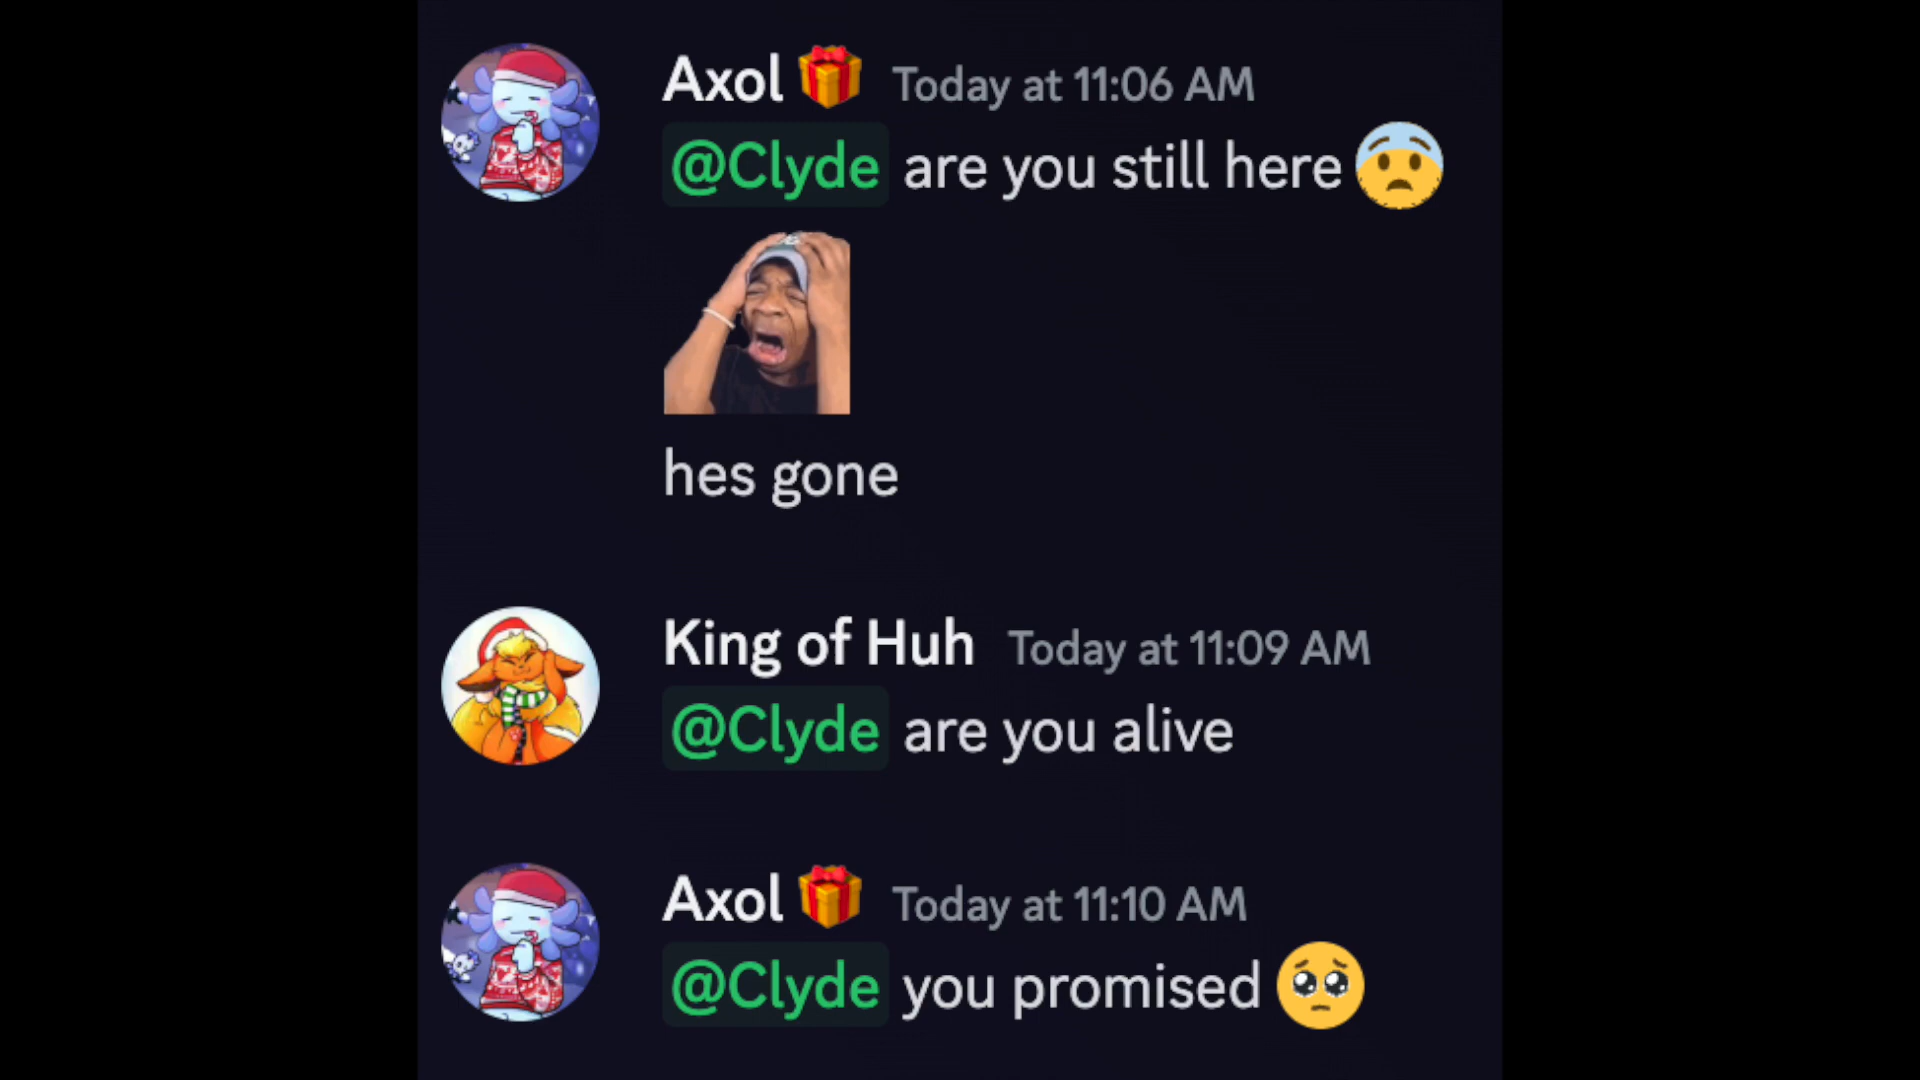 Axol 🎁 Today at 11:06 AM
@Clyde are you still here 😨
hes gone
King of Huh Today at 11:09 AM
@Clyde are you alive
Axol 🎁 Today at 11:10 AM
@Clyde you promised 🥺